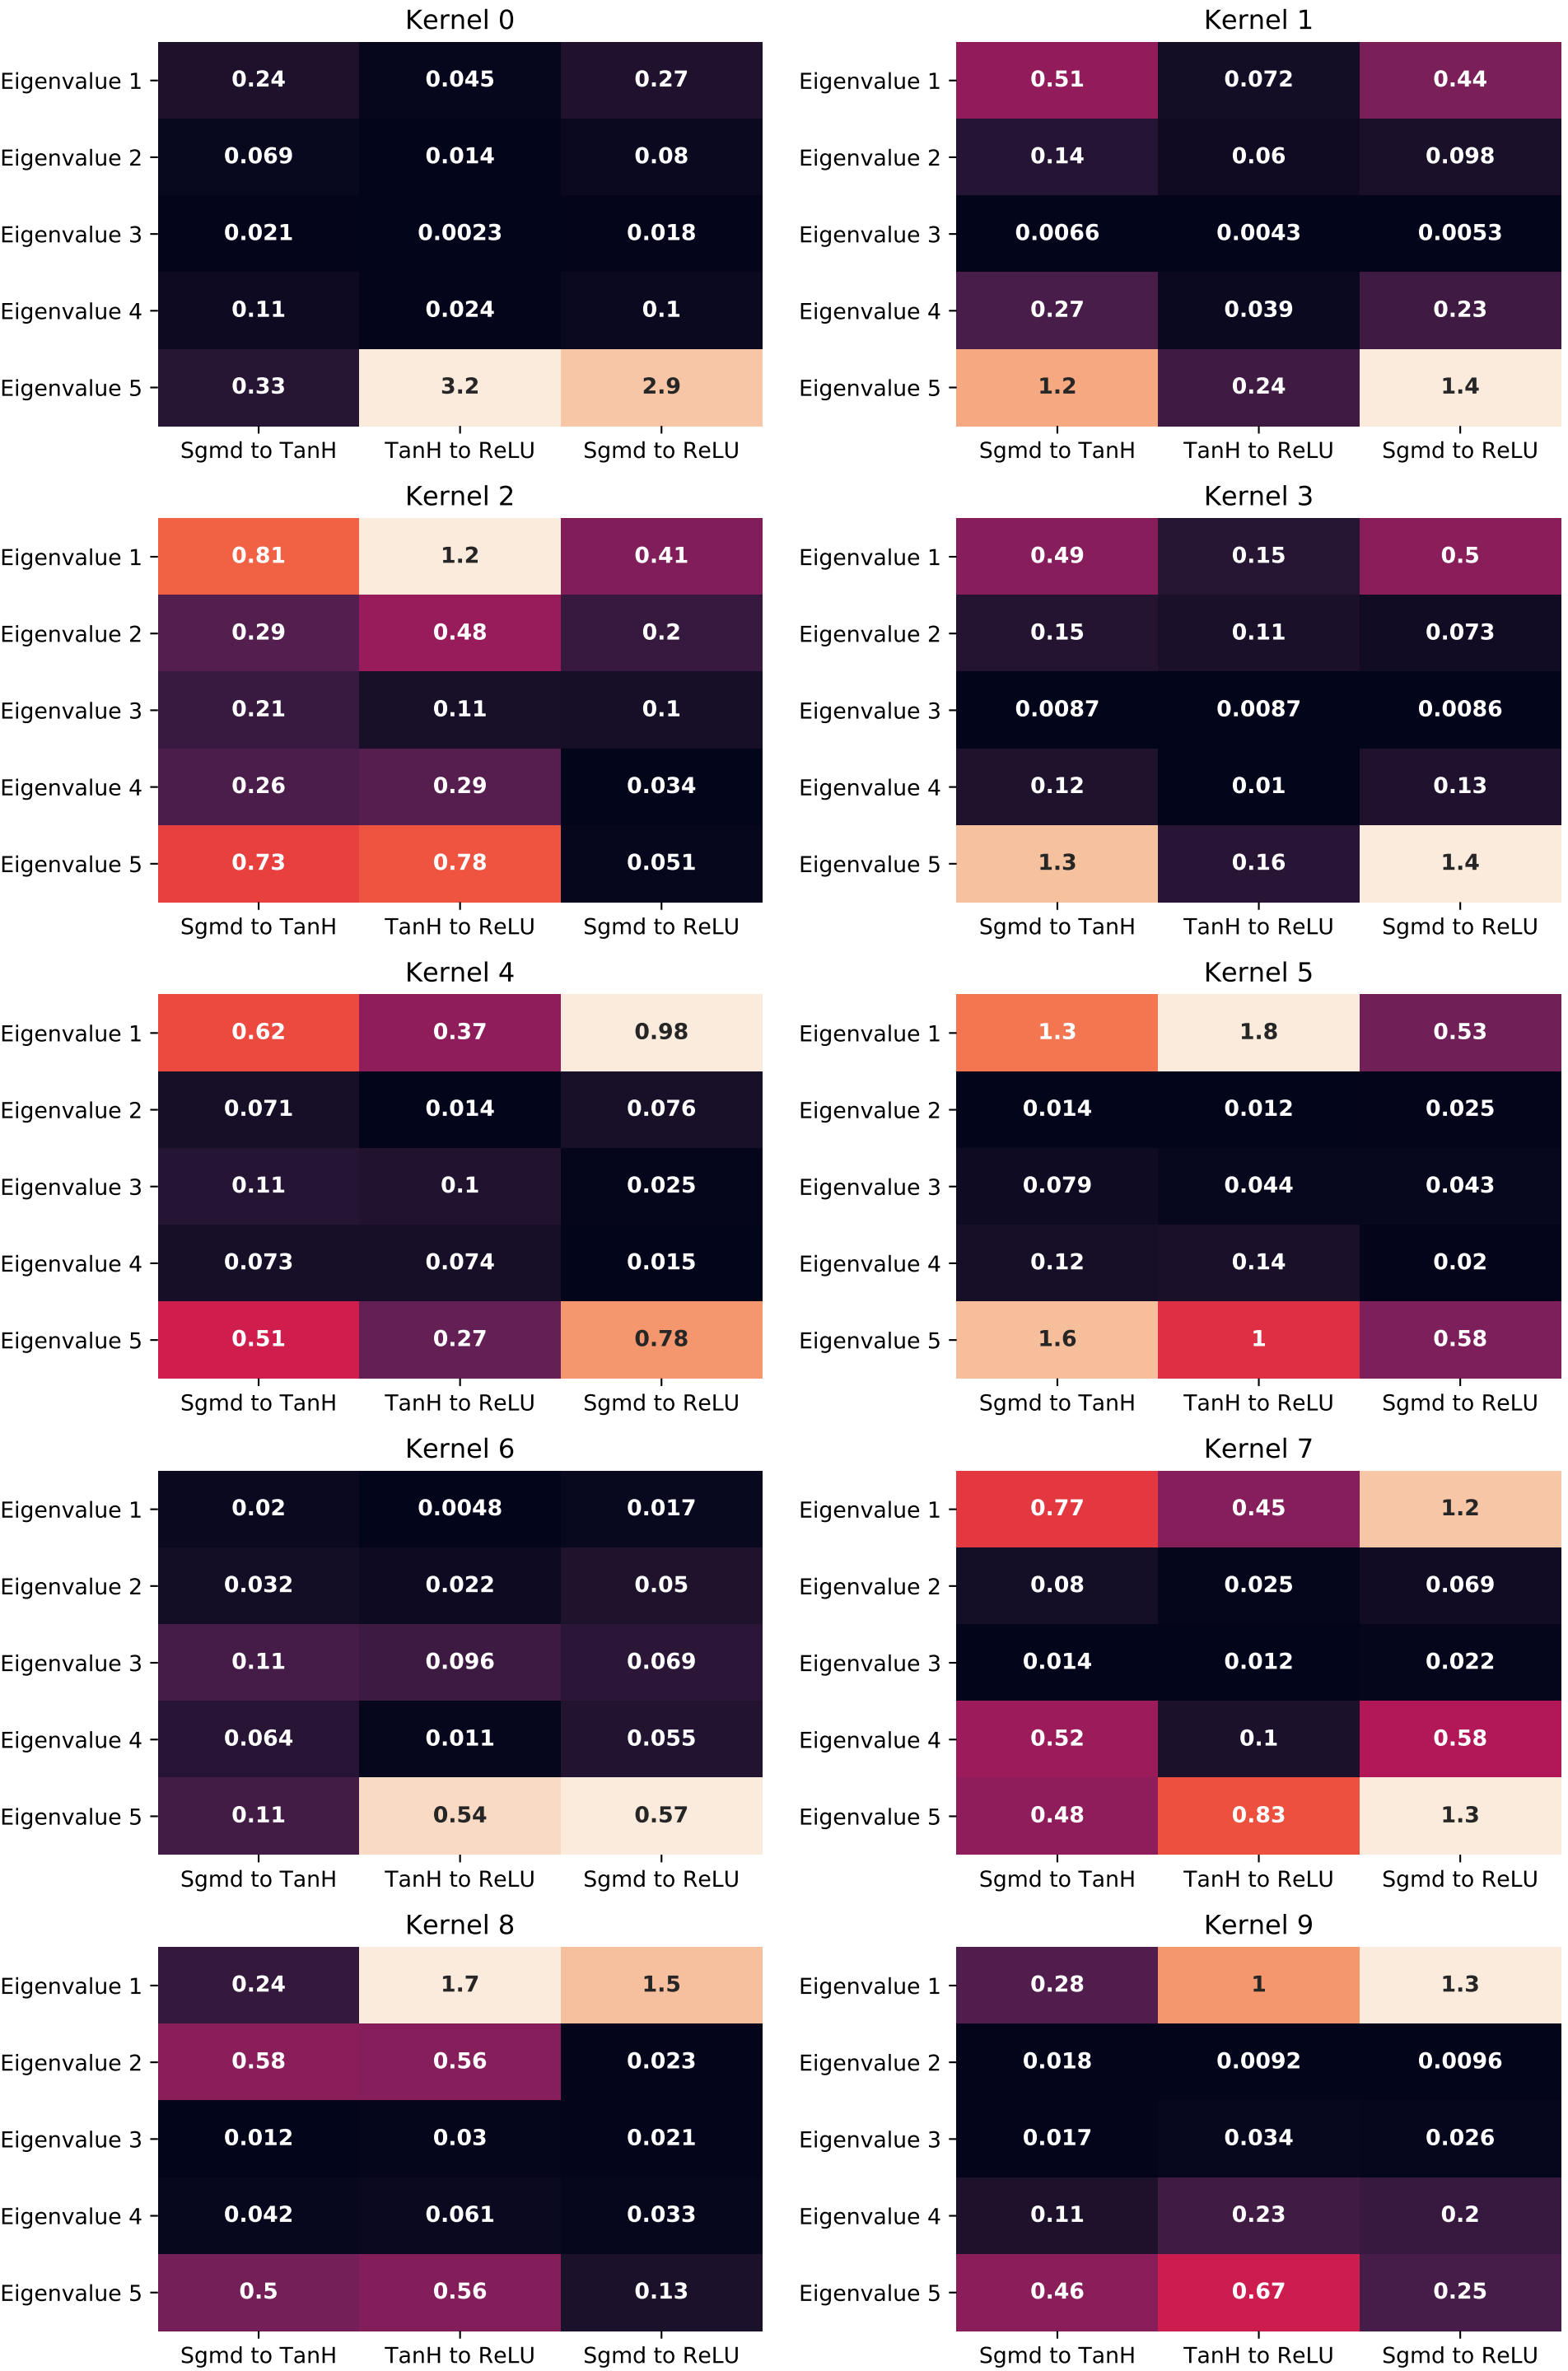 Kernel 0
Eigenvalue 1 0.24 0.045 0.27
Eigenvalue 2 0.069 0.014 0.08
Eigenvalue 3 0.021 0.0023 0.018
Eigenvalue 4 0.11 0.024 0.1
Eigenvalue 5 0.33 3.2 2.9
Sgmd to TanH TanH to ReLU Sgmd to ReLU
Kernel 1
Eigenvalue 1 0.51 0.072 0.44
Eigenvalue 2 0.14 0.06 0.098
Eigenvalue 3 0.0066 0.0043 0.0053
Eigenvalue 4 0.27 0.039 0.23
Eigenvalue 5 1.2 0.24 1.4
Sgmd to TanH TanH to ReLU Sgmd to ReLU
Kernel 2
Eigenvalue 1 0.81 1.2 0.41
Eigenvalue 2 0.29 0.48 0.2
Eigenvalue 3 0.21 0.11 0.1
Eigenvalue 4 0.26 0.29 0.034
Eigenvalue 5 0.73 0.78 0.051
Sgmd to TanH TanH to ReLU Sgmd to ReLU
Kernel 3
Eigenvalue 1 0.49 0.15 0.5
Eigenvalue 2 0.15 0.11 0.073
Eigenvalue 3 0.0087 0.0087 0.0086
Eigenvalue 4 0.12 0.01 0.13
Eigenvalue 5 1.3 0.16 1.4
Sgmd to TanH TanH to ReLU Sgmd to ReLU
Kernel 4
Eigenvalue 1 0.62 0.37 0.98
Eigenvalue 2 0.071 0.014 0.076
Eigenvalue 3 0.11 0.1 0.025
Eigenvalue 4 0.073 0.074 0.015
Eigenvalue 5 0.51 0.27 0.78
Sgmd to TanH TanH to ReLU Sgmd to ReLU
Kernel 5
Eigenvalue 1 1.3 1.8 0.53
Eigenvalue 2 0.014 0.012 0.025
Eigenvalue 3 0.079 0.044 0.043
Eigenvalue 4 0.12 0.14 0.02
Eigenvalue 5 1.6 1 0.58
Sgmd to TanH TanH to ReLU Sgmd to ReLU
Kernel 6
Eigenvalue 1 0.02 0.0048 0.017
Eigenvalue 2 0.032 0.022 0.05
Eigenvalue 3 0.11 0.096 0.069
Eigenvalue 4 0.064 0.011 0.055
Eigenvalue 5 0.11 0.54 0.57
Sgmd to TanH TanH to ReLU Sgmd to ReLU
Kernel 7
Eigenvalue 1 0.77 0.45 1.2
Eigenvalue 2 0.08 0.025 0.069
Eigenvalue 3 0.014 0.012 0.022
Eigenvalue 4 0.52 0.1 0.58
Eigenvalue 5 0.48 0.83 1.3
Sgmd to TanH TanH to ReLU Sgmd to ReLU
Kernel 8
Eigenvalue 1 0.24 1.7 1.5
Eigenvalue 2 0.58 0.56 0.023
Eigenvalue 3 0.012 0.03 0.021
Eigenvalue 4 0.042 0.061 0.033
Eigenvalue 5 0.5 0.56 0.13
Sgmd to TanH TanH to ReLU Sgmd to ReLU
Kernel 9
Eigenvalue 1 0.28 1 1.3
Eigenvalue 2 0.018 0.0092 0.0096
Eigenvalue 3 0.017 0.034 0.026
Eigenvalue 4 0.11 0.23 0.2
Eigenvalue 5 0.46 0.67 0.25
Sgmd to TanH TanH to ReLU Sgmd to ReLU